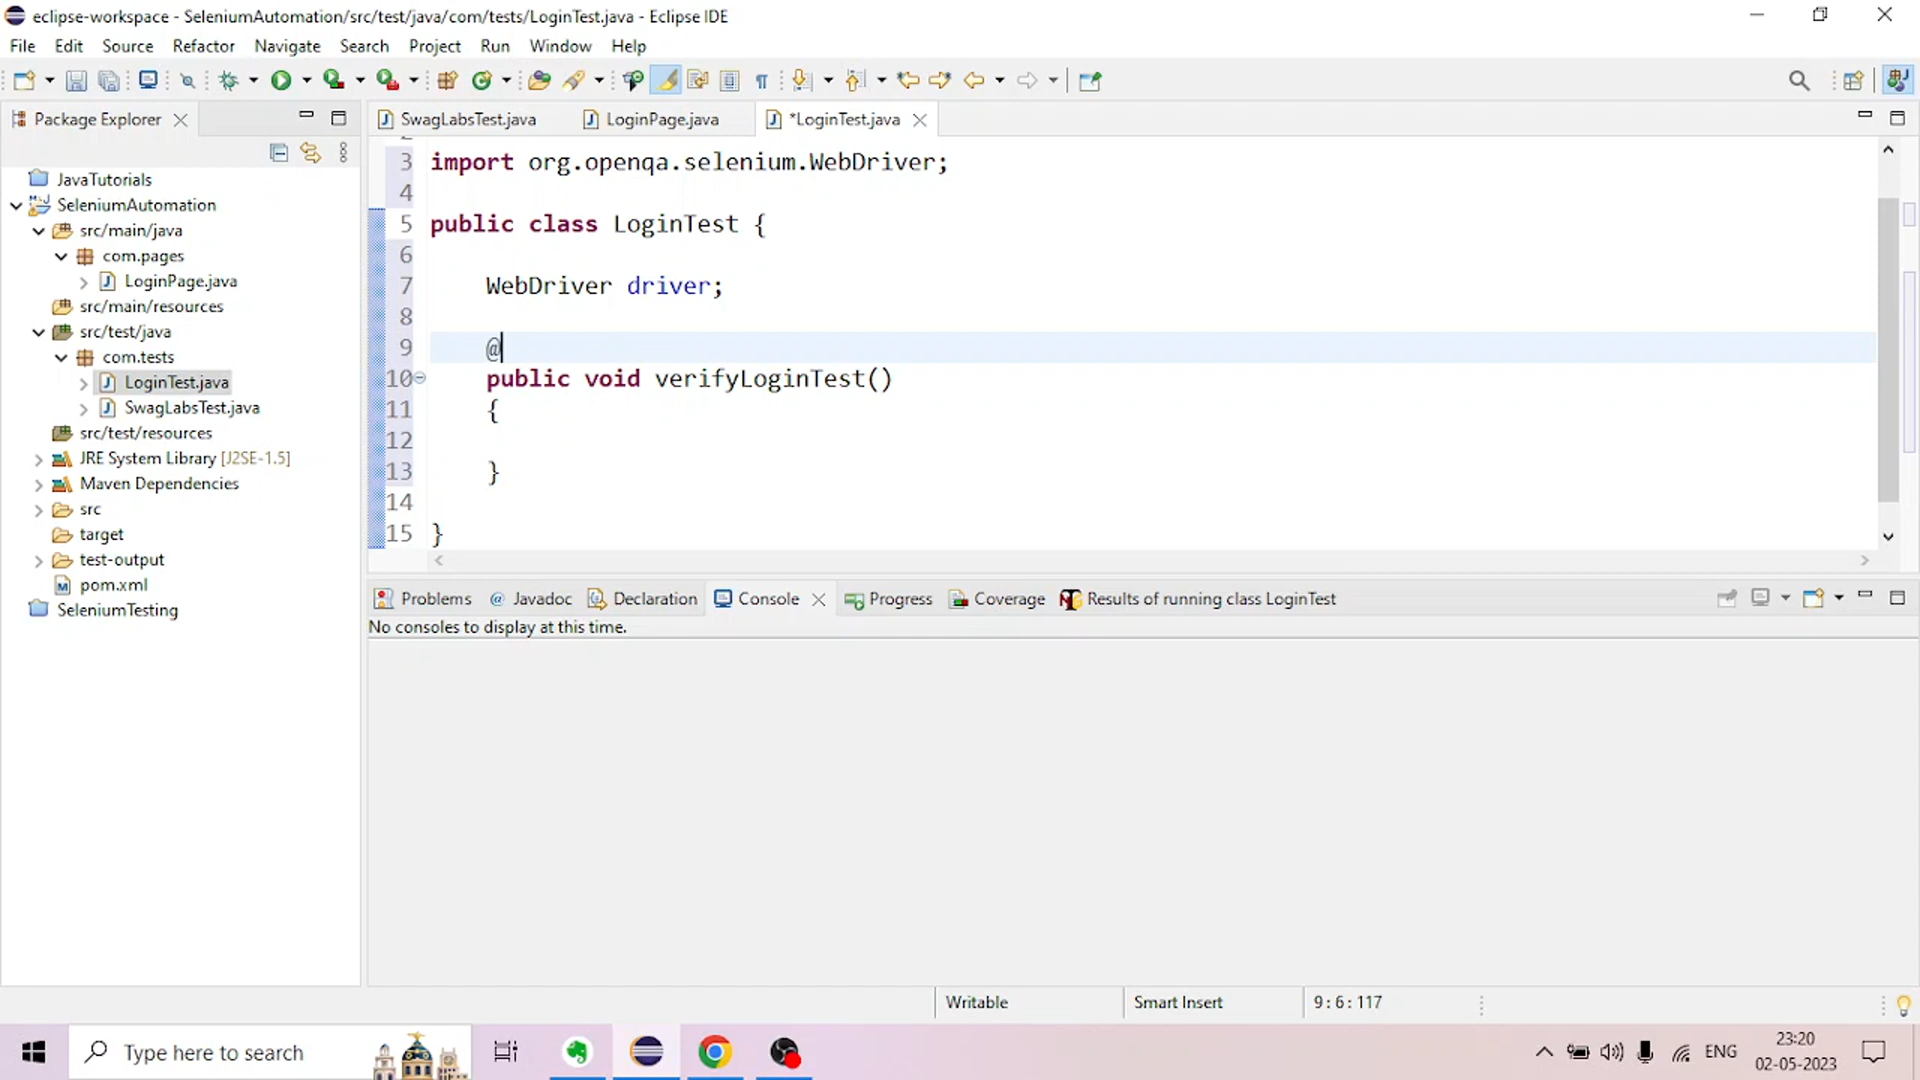 eclipse-workspace - SeleniumAutomation/src/test/java/com/tests/LoginTest.java - Eclipse IDE
File Edit Source Refactor Navigate Search Project Run Window Help
Package Explorer
SwagLabsTest.java LoginPage.java *LoginTest.java
JavaTutorials
SeleniumAutomation
src/main/java
com.pages
LoginPage.java
src/main/resources
src/test/java
com.tests
LoginTest.java
SwagLabsTest.java
src/test/resources
JRE System Library [J2SE-1.5]
Maven Dependencies
src
target
test-output
pom.xml
SeleniumTesting
3 import org.openqa.selenium.WebDriver;
4
5 public class LoginTest {
6
7 WebDriver driver;
8
9 @
10 public void verifyLoginTest()
11 {
12
13 }
14
15 }
Problems @ Javadoc Declaration Console Progress Coverage Results of running class LoginTest
No consoles to display at this time.
Writable Smart Insert 9 : 6 : 117
Type here to search
ENG
23:20
02-05-2023